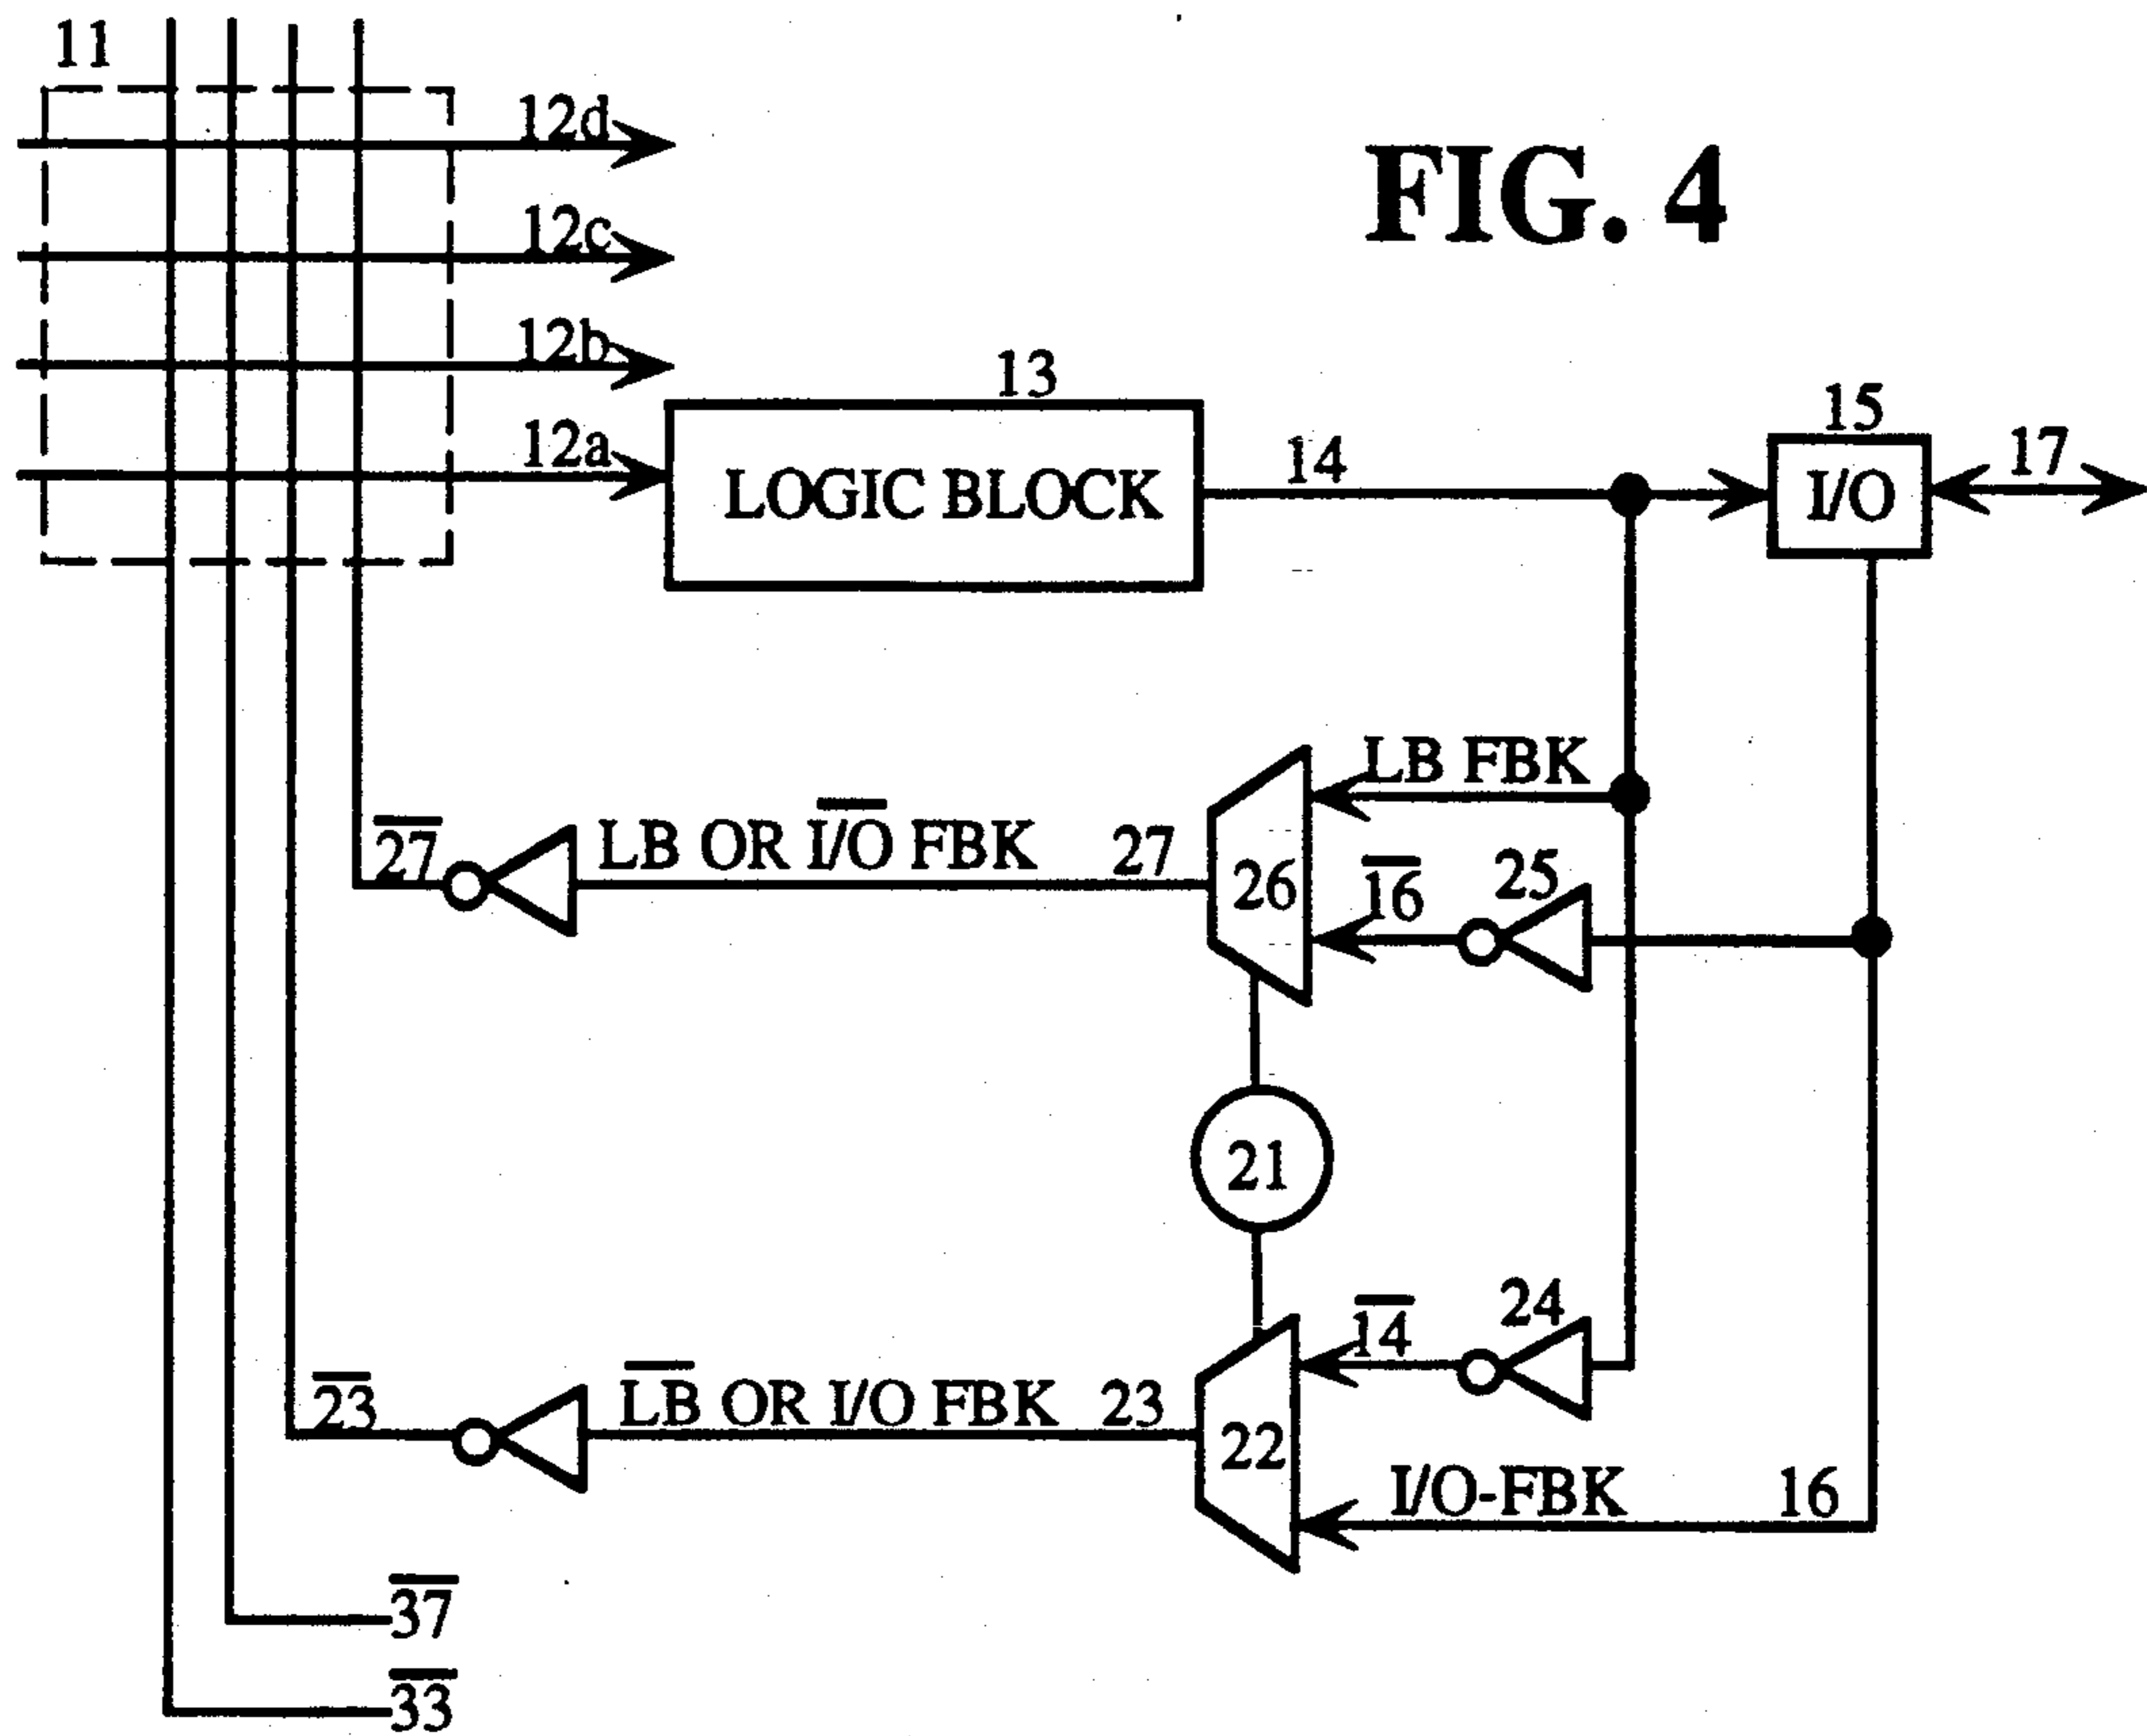 11
12d
FIG. 4
12c
12b
13
12a
LOGIC BLOCK
14
15
I/O
17
LB FBK
27̅
LB OR I̅/̅O̅ FBK
27
26
16̅
25
21
14̅
24
23̅
L̅B̅ OR I/O FBK
23
22
I/O-FBK
16
37̅
33̅